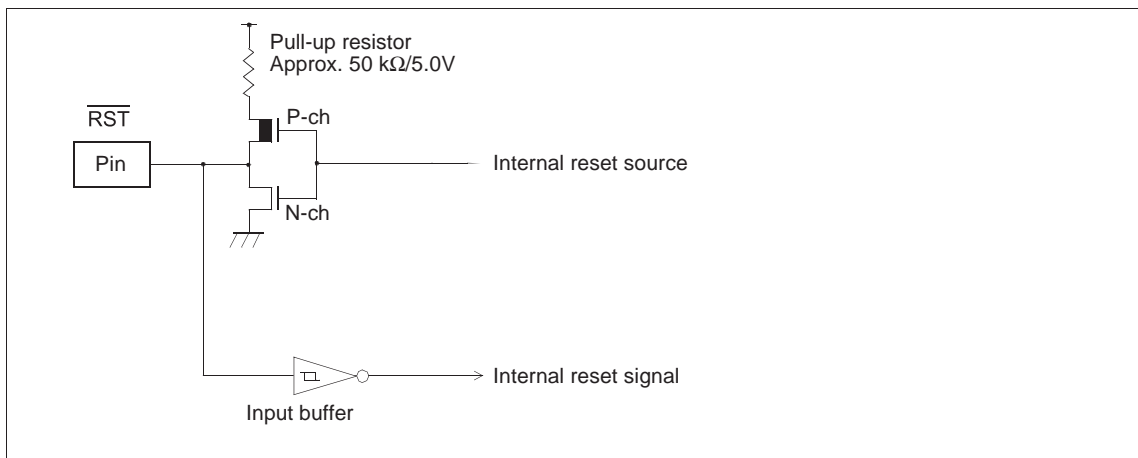 Pull-up resistor
Approx. 50 kΩ/5.0V
P-ch
RST
Pin
Internal reset source
N-ch
Internal reset signal
Input buffer